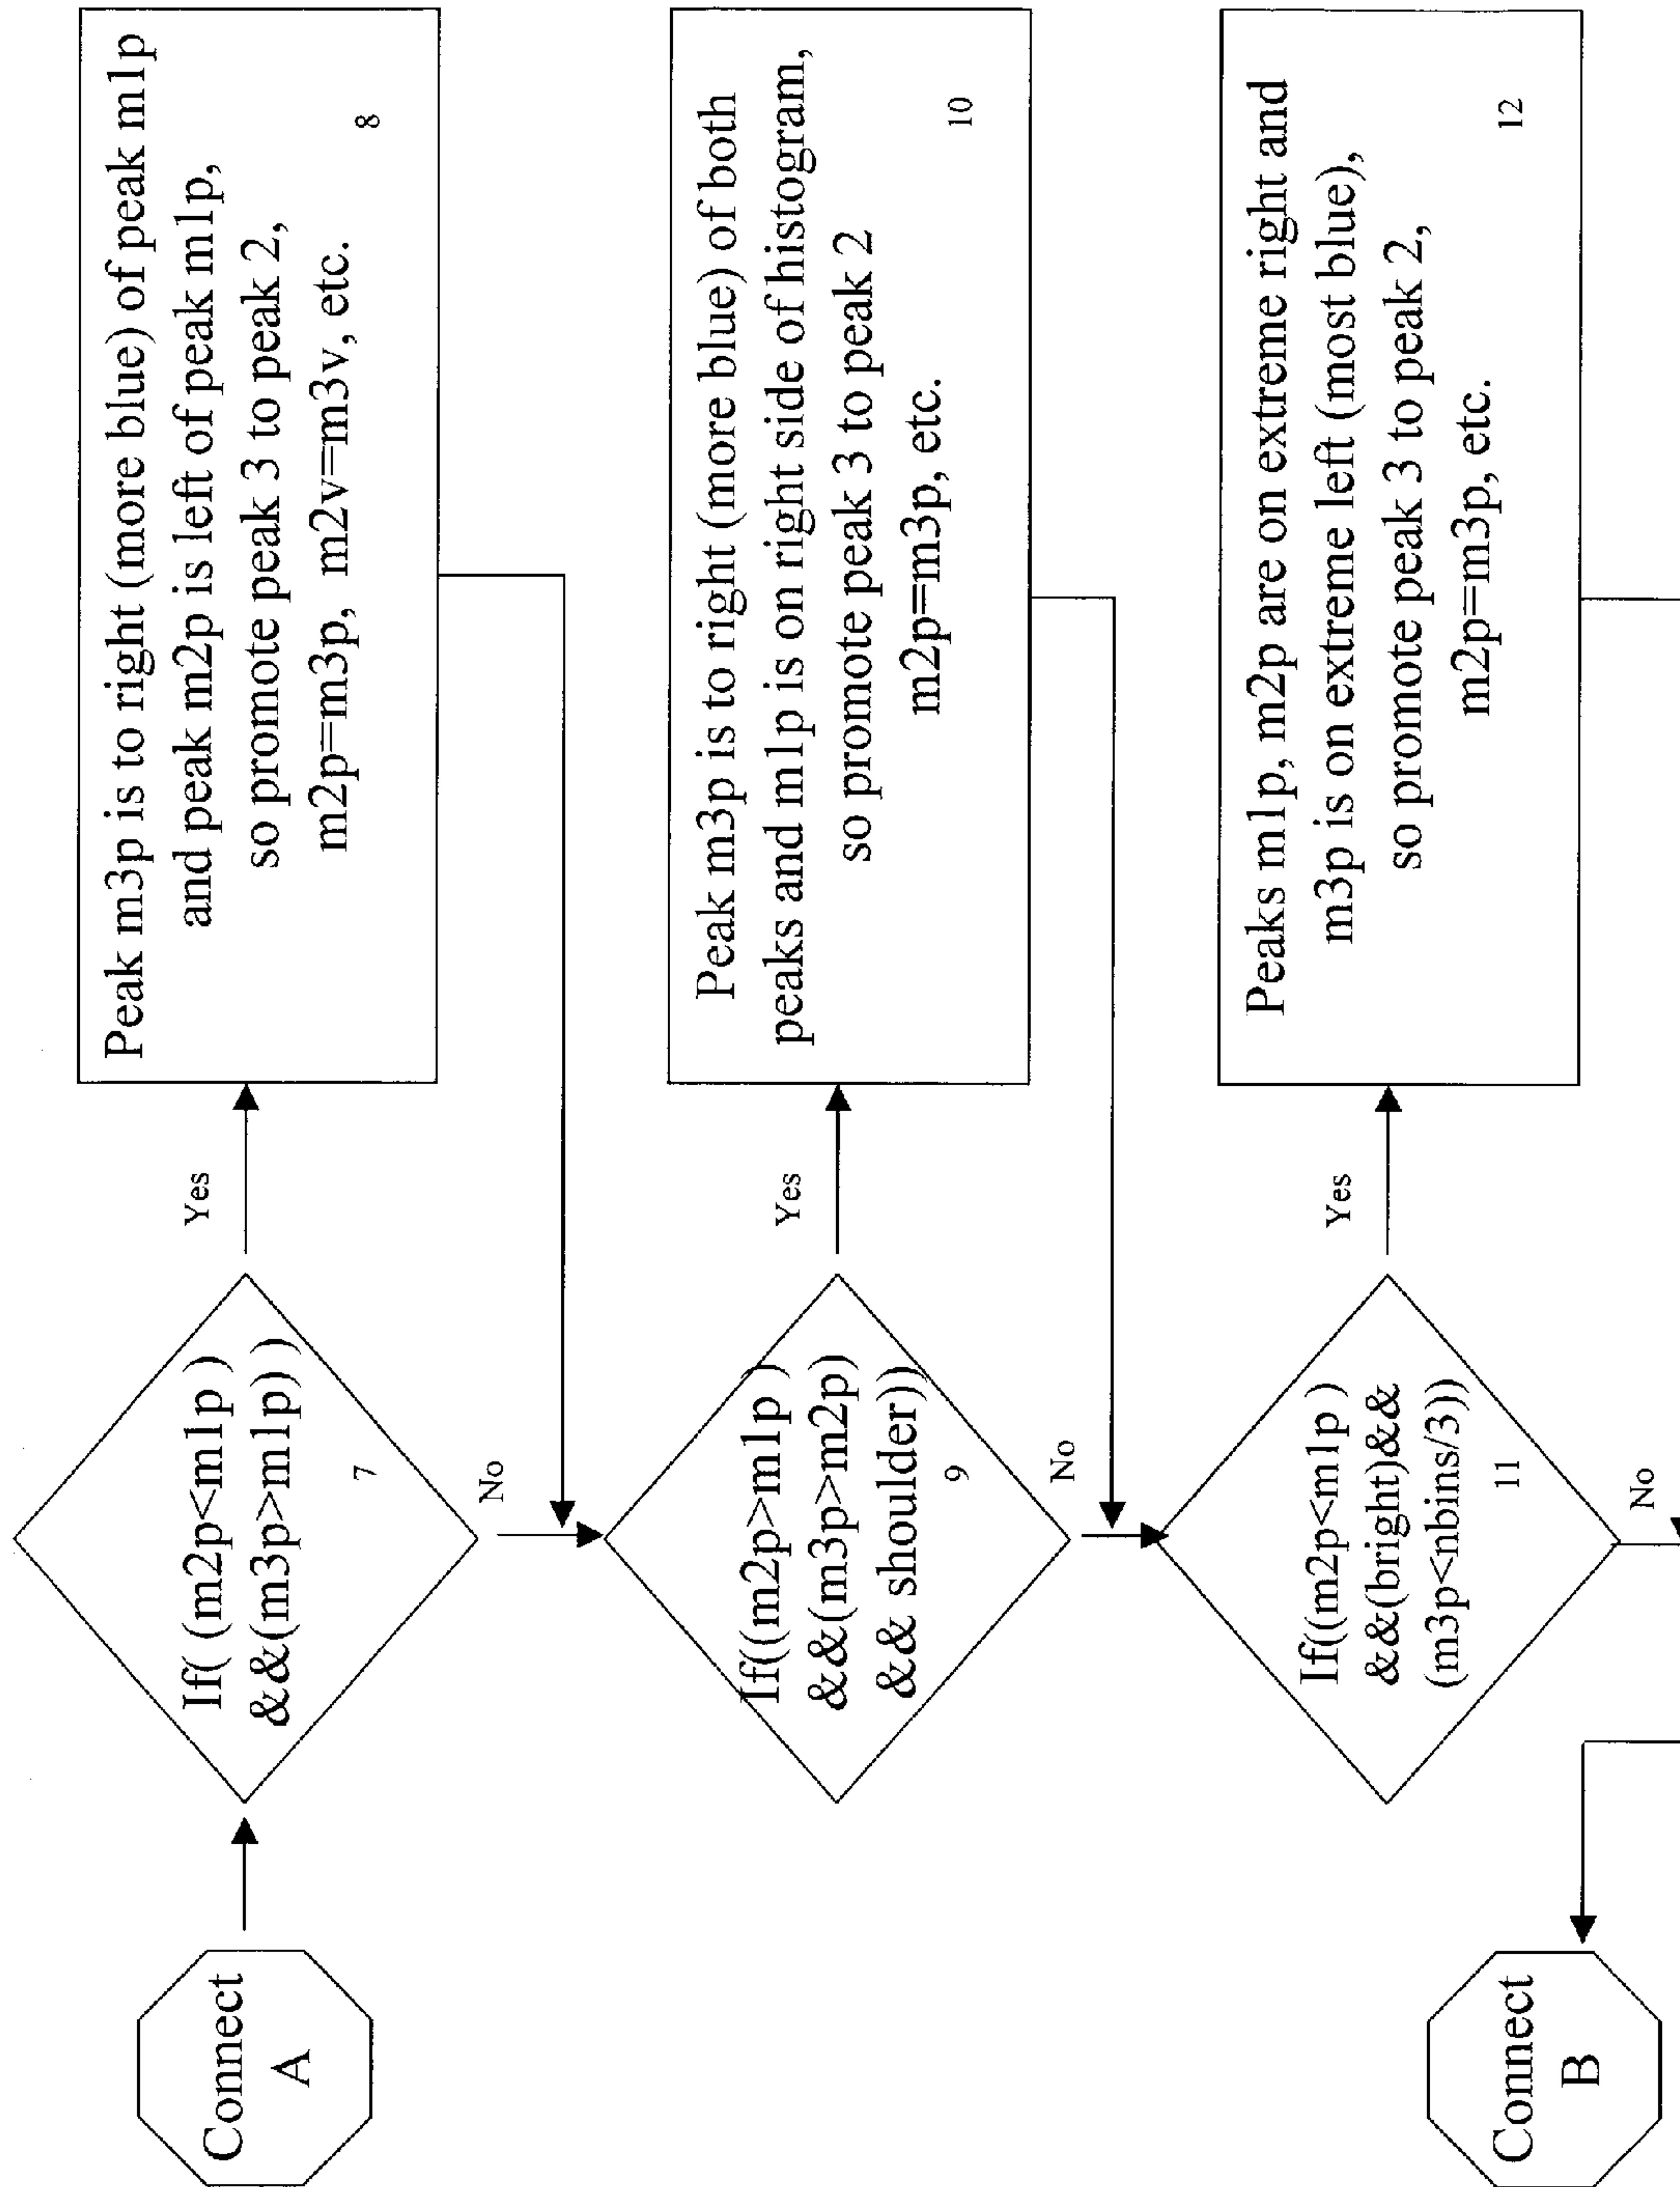 Connect
A
If( (m2p<m1p )
&&(m3p>m1p) )
7
Yes
No
Peak m3p is to right (more blue) of peak m1p
and peak m2p is left of peak m1p,
so promote peak 3 to peak 2,
m2p=m3p, m2v=m3v, etc.
8
If((m2p>m1p )
&&(m3p>m2p)
&& shoulder))
9
Yes
No
Peak m3p is to right (more blue) of both
peaks and m1p is on right side of histogram,
so promote peak 3 to peak 2
m2p=m3p, etc.
10
If((m2p<m1p )
&&(bright)&&
(m3p<nbins/3))
11
Yes
No
Peaks m1p, m2p are on extreme right and
m3p is on extreme left (most blue),
so promote peak 3 to peak 2,
m2p=m3p, etc.
12
Connect
B